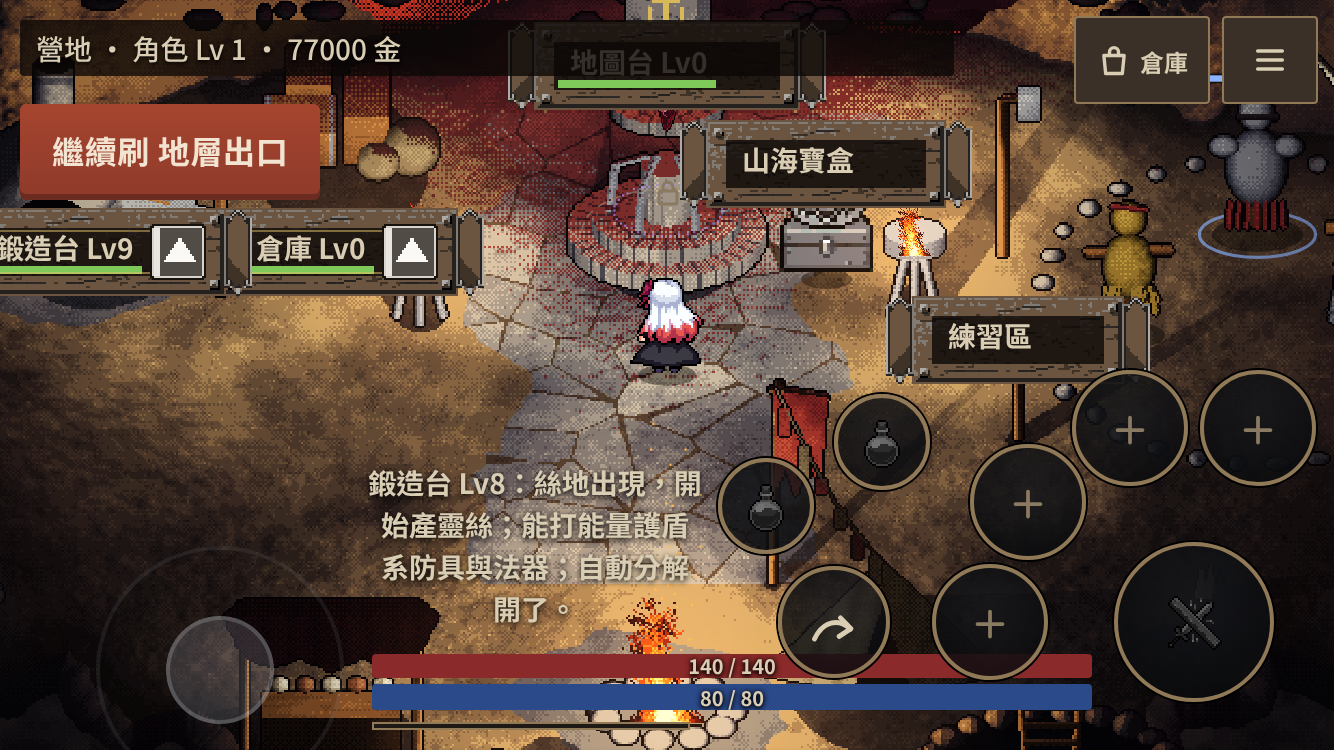 營地 · 角色 Lv 1 · 77000 金
地圖台 Lv0
倉庫
繼續刷 地層出口
山海寶盒
鍛造台 Lv9
倉庫 Lv0
練習區
鍛造台 Lv8：絲地出現，開
始產靈絲；能打能量護盾
系防具與法器；自動分解
開了。
140 / 140
80 / 80